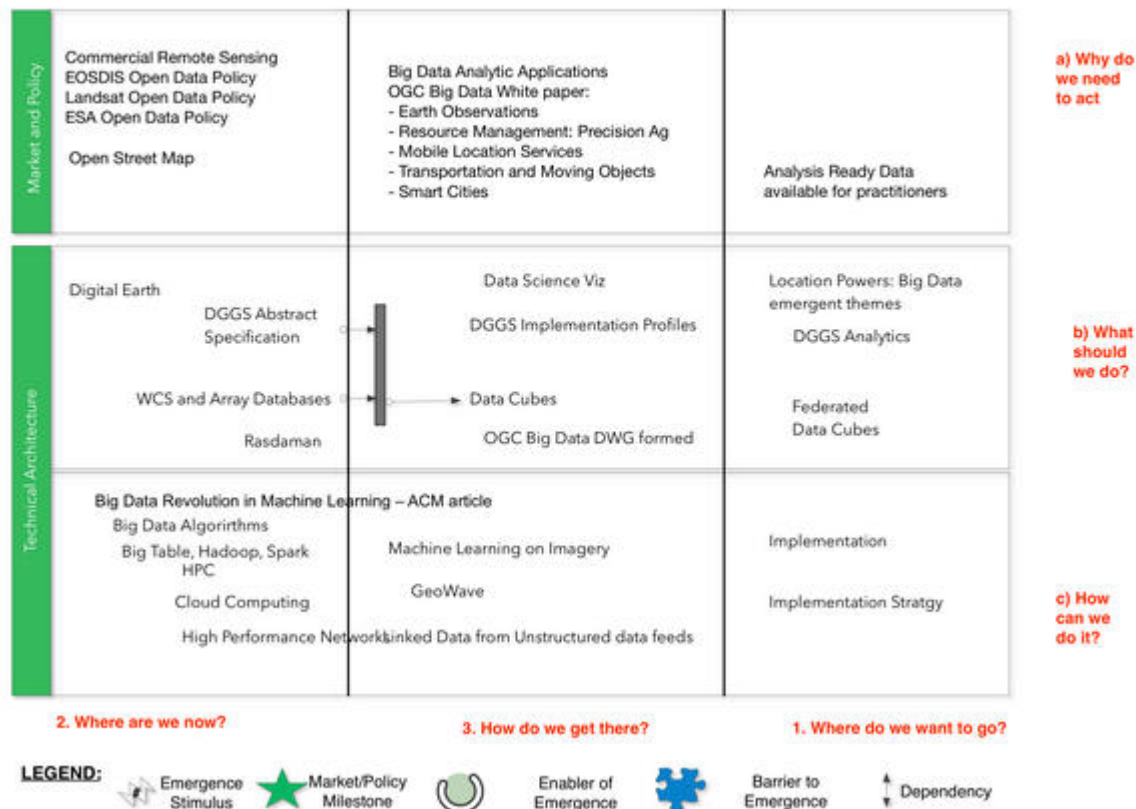 Market and Policy
Commercial Remote Sensing
EOSDIS Open Data Policy
Landsat Open Data Policy
ESA Open Data Policy
Open Street Map
Big Data Analytic Applications
OGC Big Data White paper:
- Earth Observations
- Resource Management: Precision Ag
- Mobile Location Services
- Transportation and Moving Objects
- Smart Cities
Analysis Ready Data
available for practitioners
a) Why do
we need
to act
Technical Architecture
Digital Earth
DGGS Abstract
Specification
WCS and Array Databases
Rasdaman
Data Science Viz
DGGS Implementation Profiles
Data Cubes
OGC Big Data DWG formed
Location Powers: Big Data
emergent themes
DGGS Analytics
Federated
Data Cubes
b) What
should
we do?
Big Data Revolution in Machine Learning – ACM article
Big Data Algorirthms
Big Table, Hadoop, Spark
HPC
Cloud Computing
High Performance Networks
Machine Learning on Imagery
GeoWave
Linked Data from Unstructured data feeds
Implementation
Implementation Stratgy
c) How
can we
do it?
2. Where are we now?
3. How do we get there?
1. Where do we want to go?
LEGEND:
Emergence
Stimulus
Market/Policy
Milestone
Enabler of
Emergence
Barrier to
Emergence
Dependency